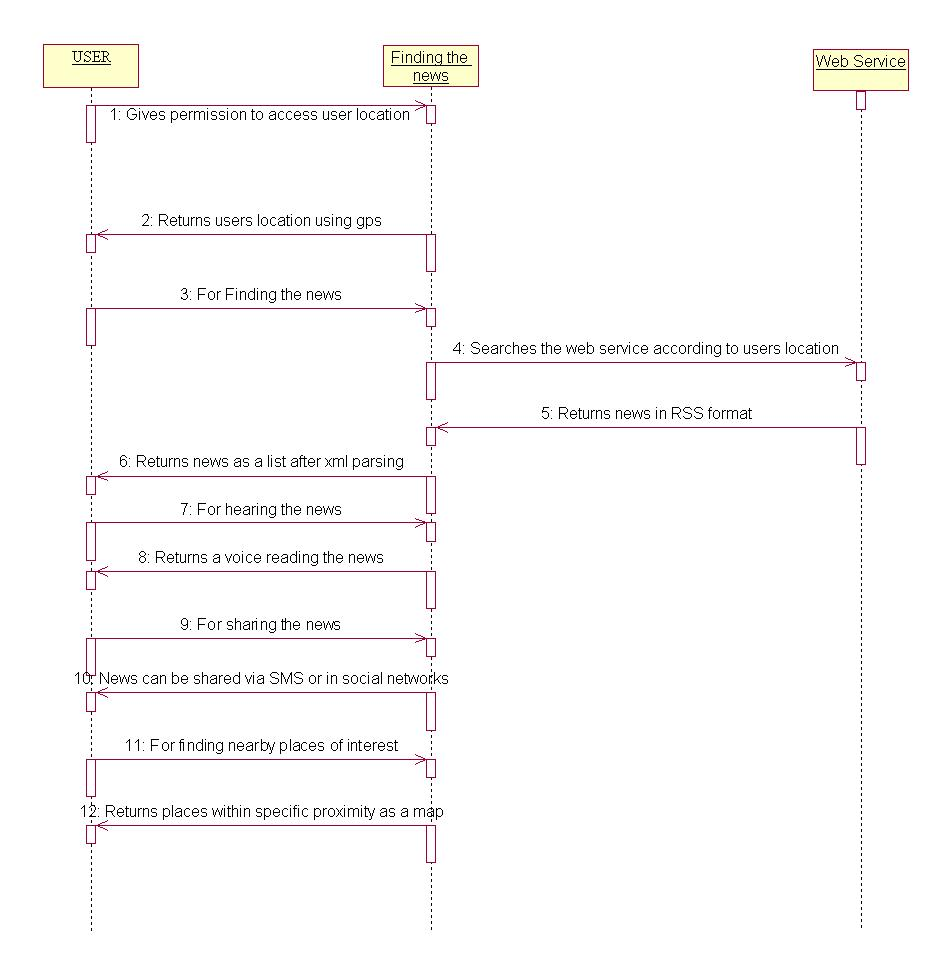 USER
Finding the
news
Web Service
1: Gives permission to access user location
2: Returns users location using gps
3: For Finding the news
4: Searches the web service according to users location
5: Returns news in RSS format
6: Returns news as a list after xml parsing
7: For hearing the news
8: Returns a voice reading the news
9: For sharing the news
10: News can be shared via SMS or in social networks
11: For finding nearby places of interest
12: Returns places within specific proximity as a map